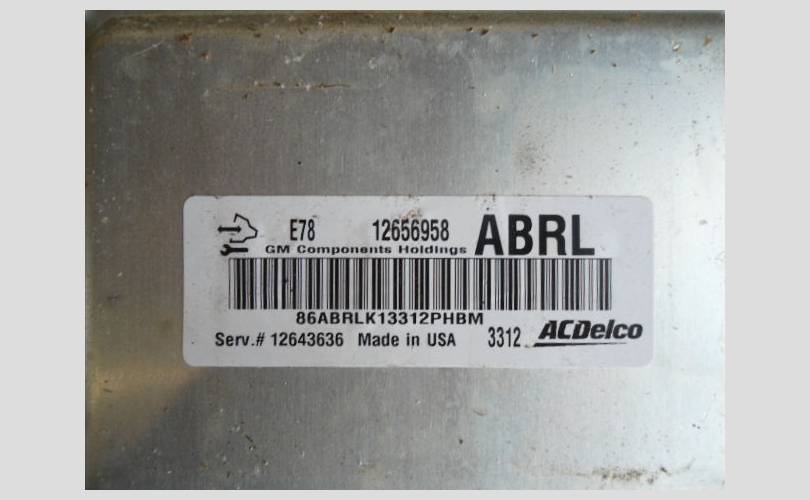 E78 12656958 ABRL
GM Components Holdings
86ABRLK13312PHBM
Serv.# 12643636 Made in USA 3312 ACDelco